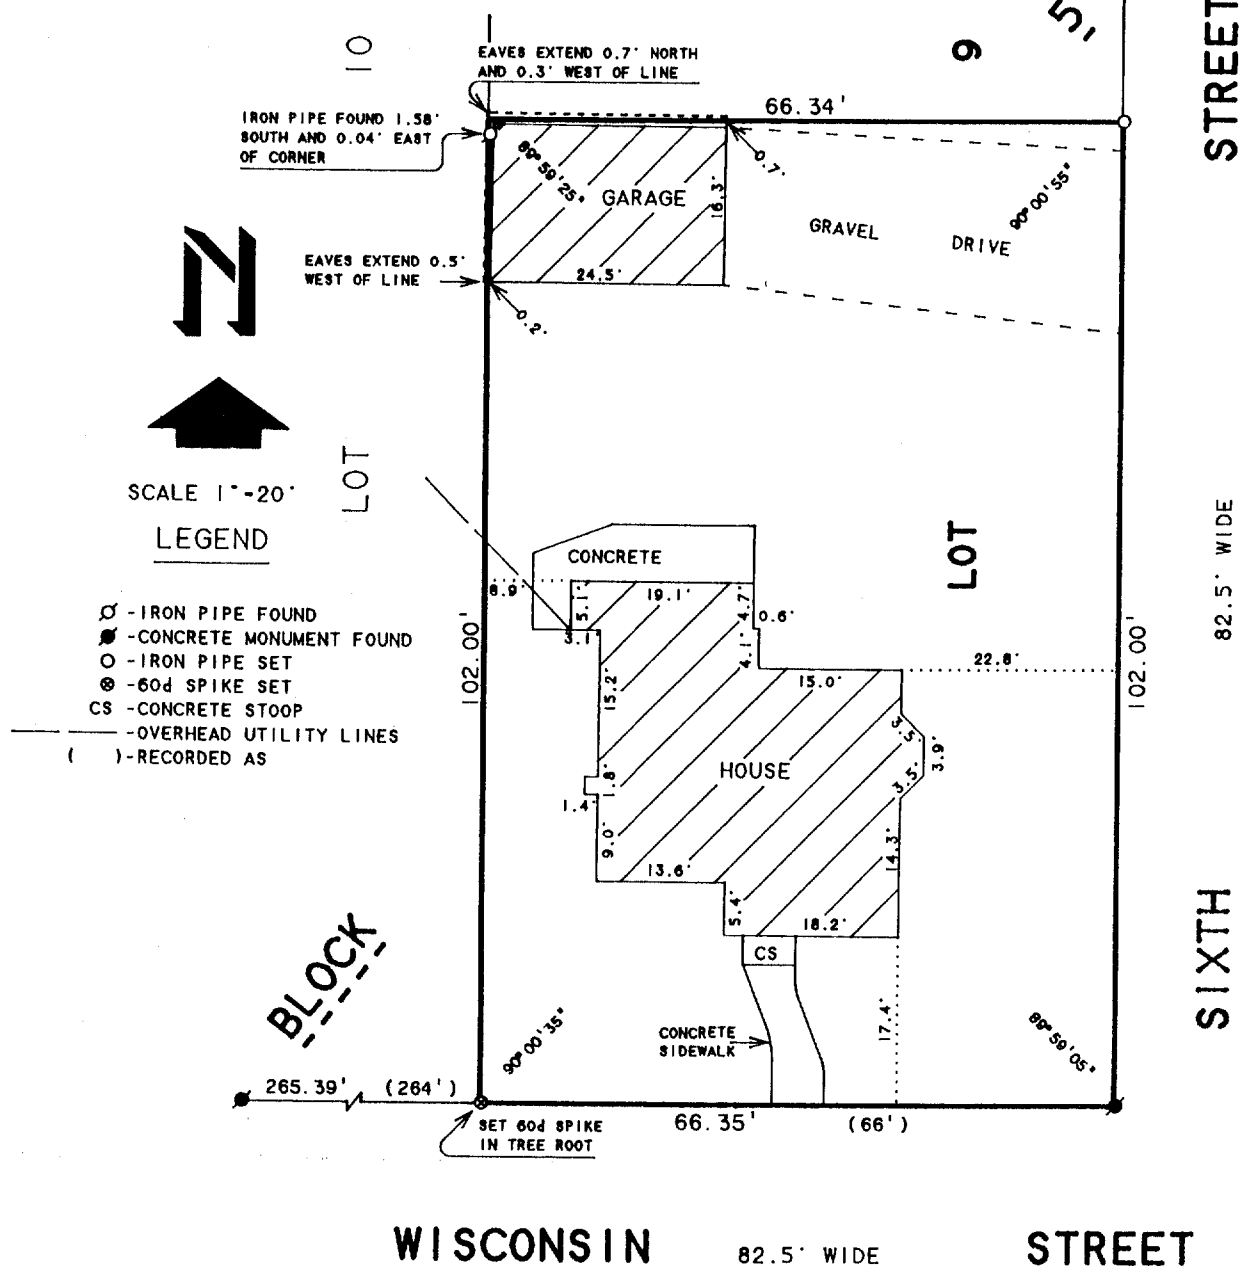 10
EAVES EXTEND 0.7' NORTH
AND 0.3' WEST OF LINE
9
5,
STREET
66.34'
IRON PIPE FOUND 1.58'
SOUTH AND 0.04' EAST
OF CORNER
0.7'
89°59'25"
GARAGE
16.3'
90°00'55"
GRAVEL DRIVE
N
EAVES EXTEND 0.5'
WEST OF LINE
24.5'
0.2'
SCALE 1"-20'
LOT
LEGEND
-IRON PIPE FOUND
-CONCRETE MONUMENT FOUND
-IRON PIPE SET
-60d SPIKE SET
CS -CONCRETE STOOP
-OVERHEAD UTILITY LINES
( )-RECORDED AS
CONCRETE
LOT
82.5' WIDE
5.1'
19.1'
4.7'
0.6'
3.1'
4.1'
22.8'
102.00'
102.00'
15.2'
15.0'
3.5'
3.9'
HOUSE
1.8'
3.5'
1.4'
9.0'
14.3'
13.6'
5.4'
18.2'
CS
SIXTH
BLOCK
17.4'
90°00'35"
CONCRETE
SIDEWALK
89°59'05"
265.39' (264')
SET 60d SPIKE
IN TREE ROOT
66.35' (66')
WISCONSIN 82.5' WIDE STREET